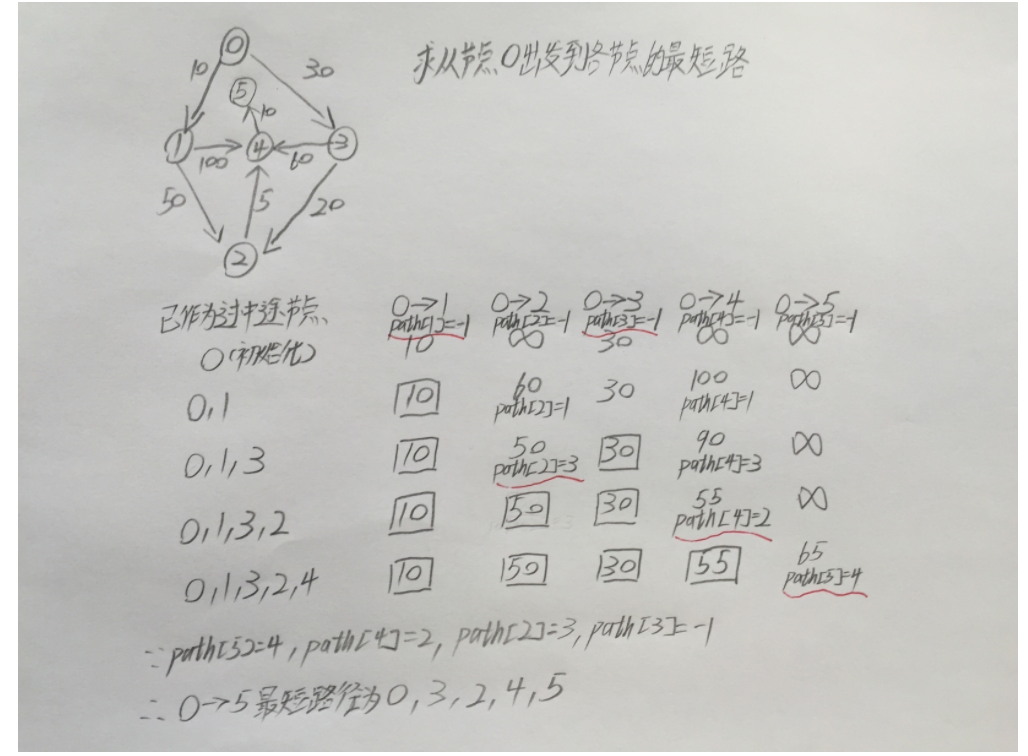 求从节点0出发到各节点的最短路
0
10
30
5
10
1
100
4
60
3
50
5
20
2
已作为过中途节点 0→1 0→2 0→3 0→4 0→5
path[1]=-1 path[2]=-1 path[3]=-1 path[4]=-1 path[5]=-1
0(初始化) 10 ∞ 30 ∞ ∞
0,1 10 60 30 100 ∞
path[2]=1 path[4]=1
0,1,3 10 50 30 90 ∞
path[2]=3 path[4]=3
0,1,3,2 10 50 30 55 ∞
path[4]=2
0,1,3,2,4 10 50 30 55 65
path[5]=4
∵path[5]=4,path[4]=2,path[2]=3,path[3]=-1
∴0→5最短路径为0,3,2,4,5